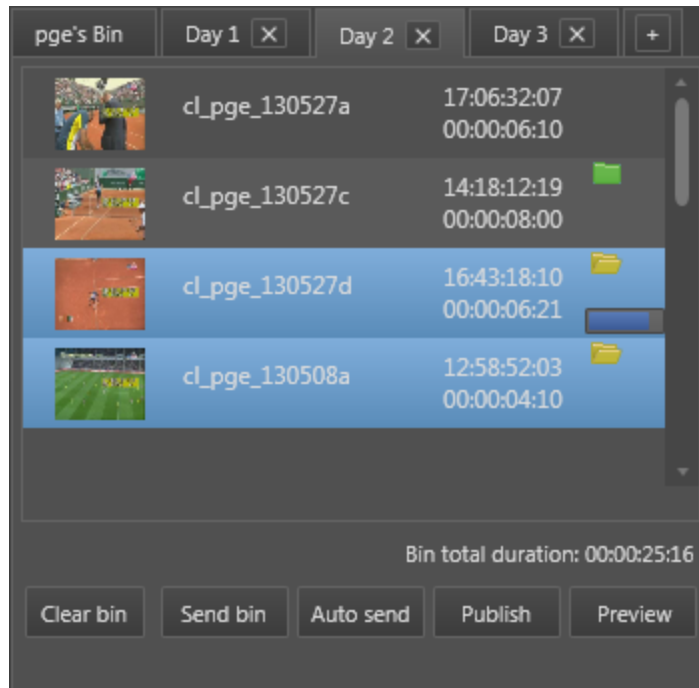 pge's Bin Day 1 X Day 2 X Day 3 X +
cl_pge_130527a 17:06:32:07
00:00:06:10
cl_pge_130527c 14:18:12:19
00:00:08:00
cl_pge_130527d 16:43:18:10
00:00:06:21
cl_pge_130508a 12:58:52:03
00:00:04:10
Bin total duration: 00:00:25:16
Clear bin Send bin Auto send Publish Preview